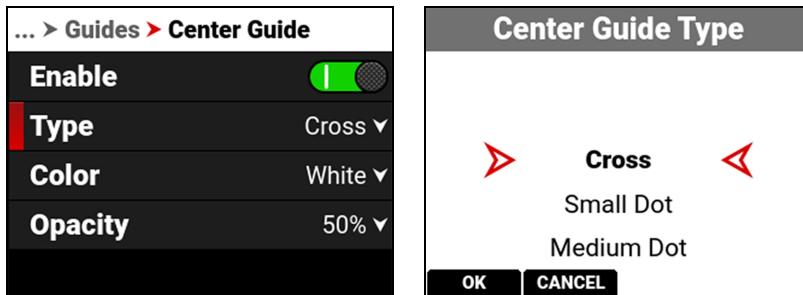 ... > Guides > Center Guide
Enable
Type Cross
Color White
Opacity 50%
Center Guide Type
Cross
Small Dot
Medium Dot
OK CANCEL